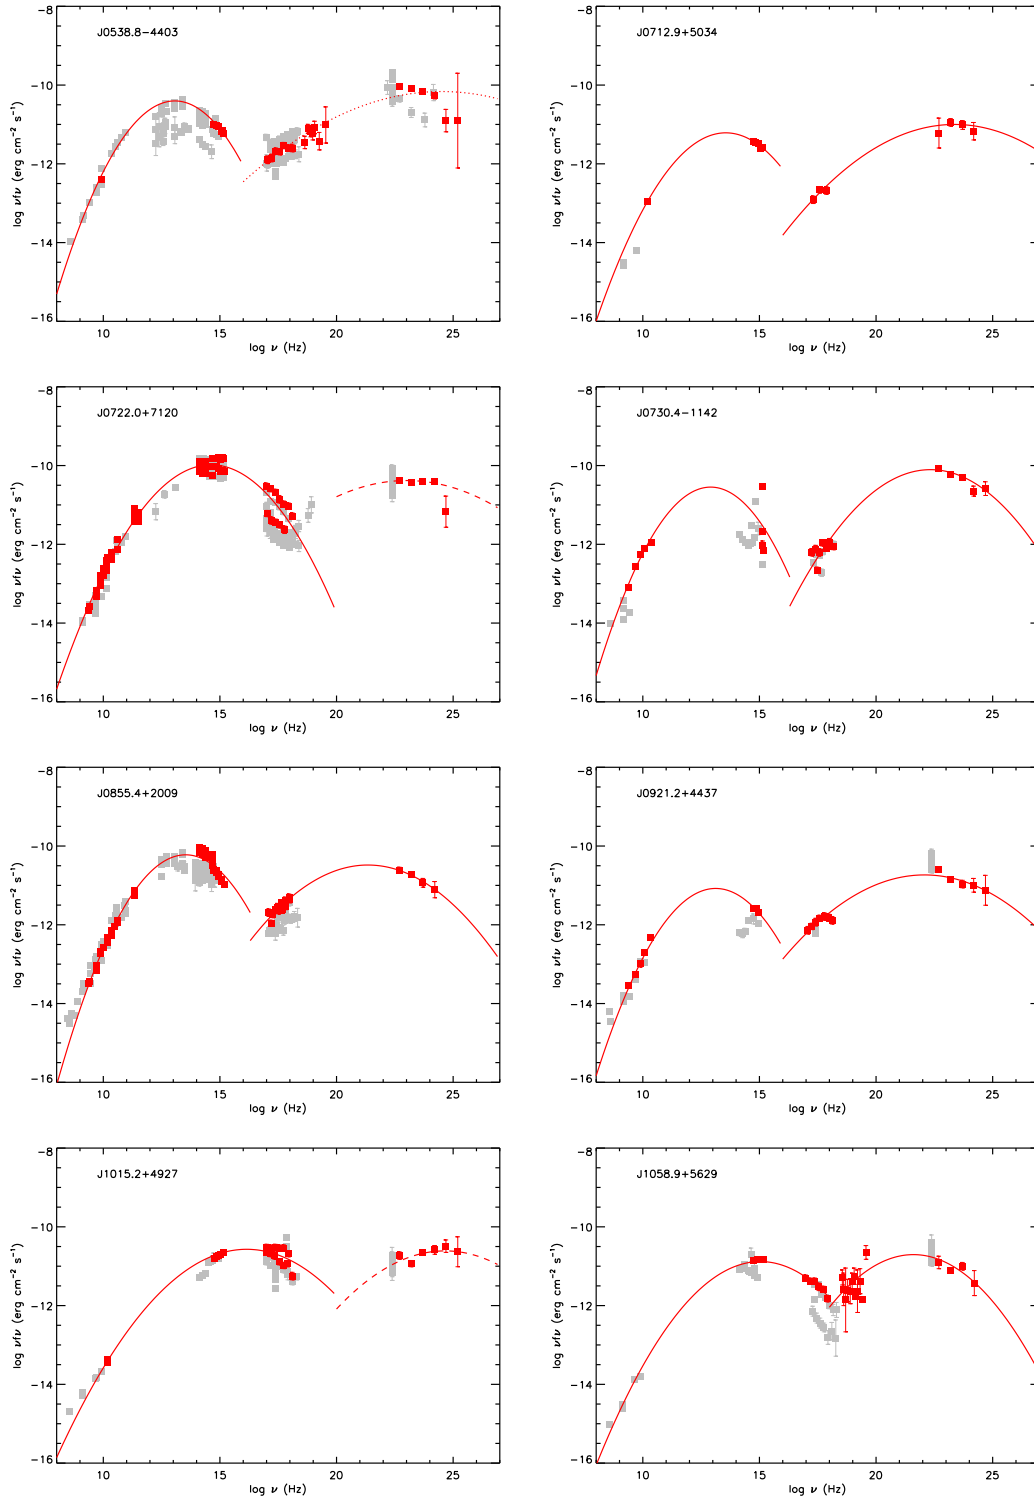 J0538.8−4403
log νfν (erg cm⁻² s⁻¹)
−8
−10
−12
−14
−16
10 15 20 25
log ν (Hz)
J0712.9+5034
log νfν (erg cm⁻² s⁻¹)
−8
−10
−12
−14
−16
10 15 20 25
log ν (Hz)
J0722.0+7120
log νfν (erg cm⁻² s⁻¹)
−8
−10
−12
−14
−16
10 15 20 25
log ν (Hz)
J0730.4−1142
log νfν (erg cm⁻² s⁻¹)
−8
−10
−12
−14
−16
10 15 20 25
log ν (Hz)
J0855.4+2009
log νfν (erg cm⁻² s⁻¹)
−8
−10
−12
−14
−16
10 15 20 25
log ν (Hz)
J0921.2+4437
log νfν (erg cm⁻² s⁻¹)
−8
−10
−12
−14
−16
10 15 20 25
log ν (Hz)
J1015.2+4927
log νfν (erg cm⁻² s⁻¹)
−8
−10
−12
−14
−16
10 15 20 25
log ν (Hz)
J1058.9+5629
log νfν (erg cm⁻² s⁻¹)
−8
−10
−12
−14
−16
10 15 20 25
log ν (Hz)